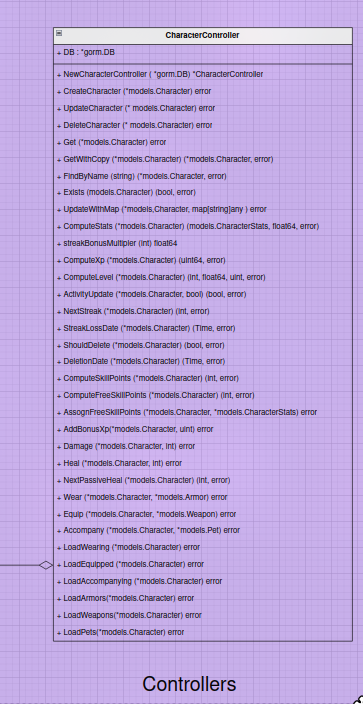 CharacterController
+ DB : *gorm.DB
+ NewCharacterController ( *gorm.DB) *CharacterController
+ CreateCharacter (*models.Character) error
+ UpdateCharacter (* models.Character) error
+ DeleteCharacter (* models.Character) error
+ Get (*models.Character) error
+ GetWithCopy (*models.Character) (*models.Character, error)
+ FindByName (string) (*models.Character, error)
+ Exists (models.Character) (bool, error)
+ UpdateWithMap (*models,Character, map[string]any ) error
+ ComputeStats (*models.Character) (models.CharacterStats, float64, error)
+ streakBonusMultipler (int) float64
+ ComputeXp (*models.Character) (uint64, error)
+ ComputeLevel (*models.Character) (int, float64, uint, error)
+ ActivityUpdate (*models.Character, bool) (bool, error)
+ NextStreak (*models.Character) (int, error)
+ StreakLossDate (*models.Character) (Time, error)
+ ShouldDelete (*models.Character) (bool, error)
+ DeletionDate (*models.Character) (Time, error)
+ ComputeSkillPoints (*models.Character) (int, error)
+ ComputeFreeSkillPoints (*models.Character) (int, error)
+ AssognFreeSkillPoints (*models.Character, *models.CharacterStats) error
+ AddBonusXp(*models.Character, uint) error
+ Damage (*models.Character, int) error
+ Heal (*models.Character, int) error
+ NextPassiveHeal (*models.Character) (int, error)
+ Wear (*models.Character, *models.Armor) error
+ Equip (*models.Character, *models.Weapon) error
+ Accompany (*models.Character, *models.Pet) error
+ LoadWearing (*models.Character) error
+ LoadEquipped (*models.Character) error
+ LoadAccompanying (*models.Character) error
+ LoadArmors(*models.Character) error
+ LoadWeapons(*models.Character) error
+ LoadPets(*models.Character) error
Controllers